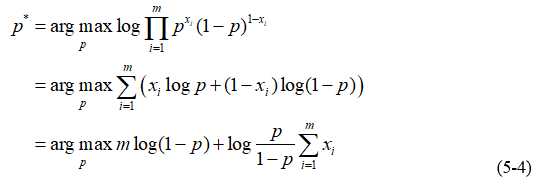 p* = arg max_p log ∏_{i=1}^{m} p^{x_i} (1 − p)^{1−x_i}
= arg max_p ∑_{i=1}^{m} (x_i log p + (1 − x_i) log(1 − p))
= arg max_p m log(1 − p) + log \frac{p}{1 − p} ∑_{i=1}^{m} x_i (5-4)